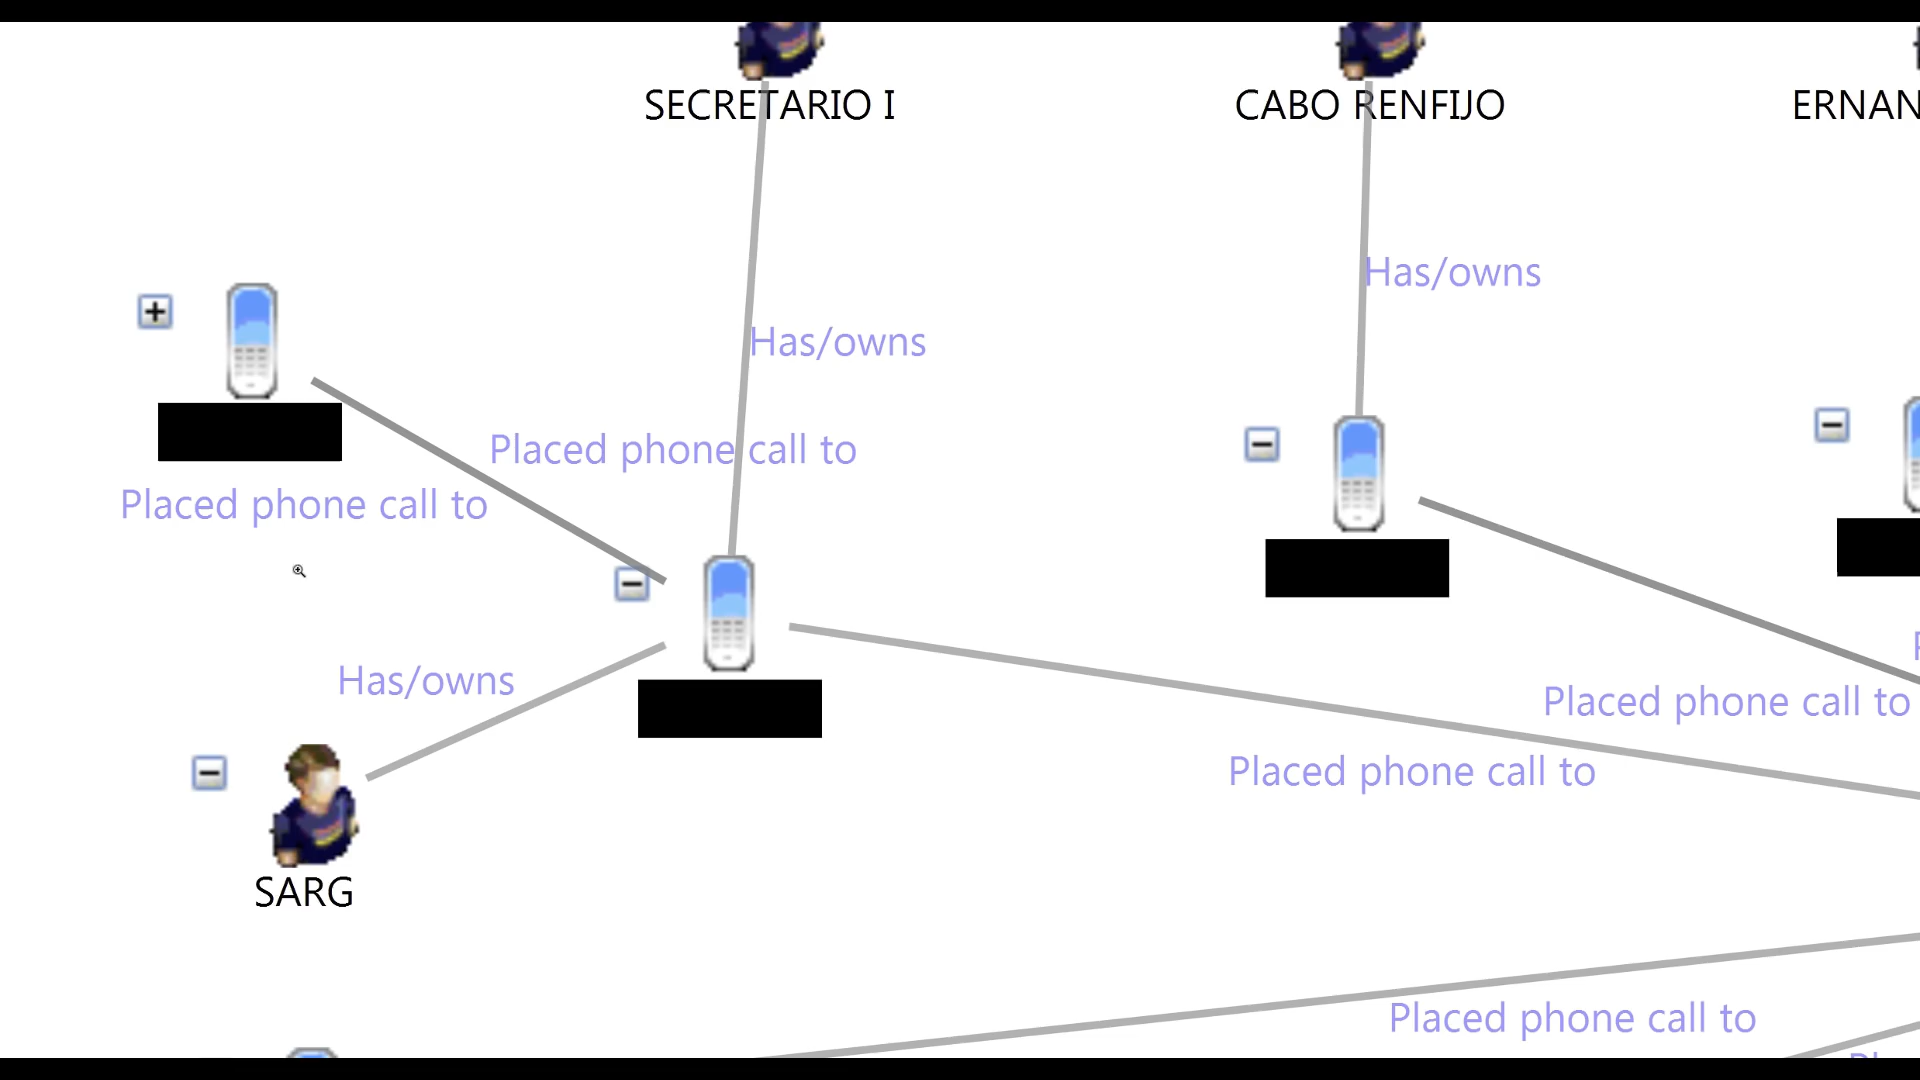 SECRETARIO I
CABO RENFIJO
ERNAN
Has/owns
Has/owns
Placed phone call to
Placed phone call to
Has/owns
Placed phone call to
Placed phone call to
SARG
Placed phone call to